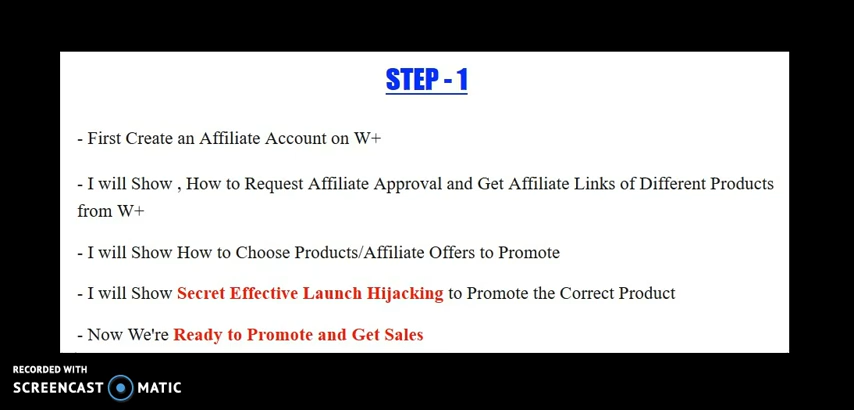 STEP - 1
- First Create an Affiliate Account on W+
- I will Show , How to Request Affiliate Approval and Get Affiliate Links of Different Products
from W+
- I will Show How to Choose Products/Affiliate Offers to Promote
- I will Show Secret Effective Launch Hijacking to Promote the Correct Product
- Now We're Ready to Promote and Get Sales
RECORDED WITH
SCREENCAST MATIC